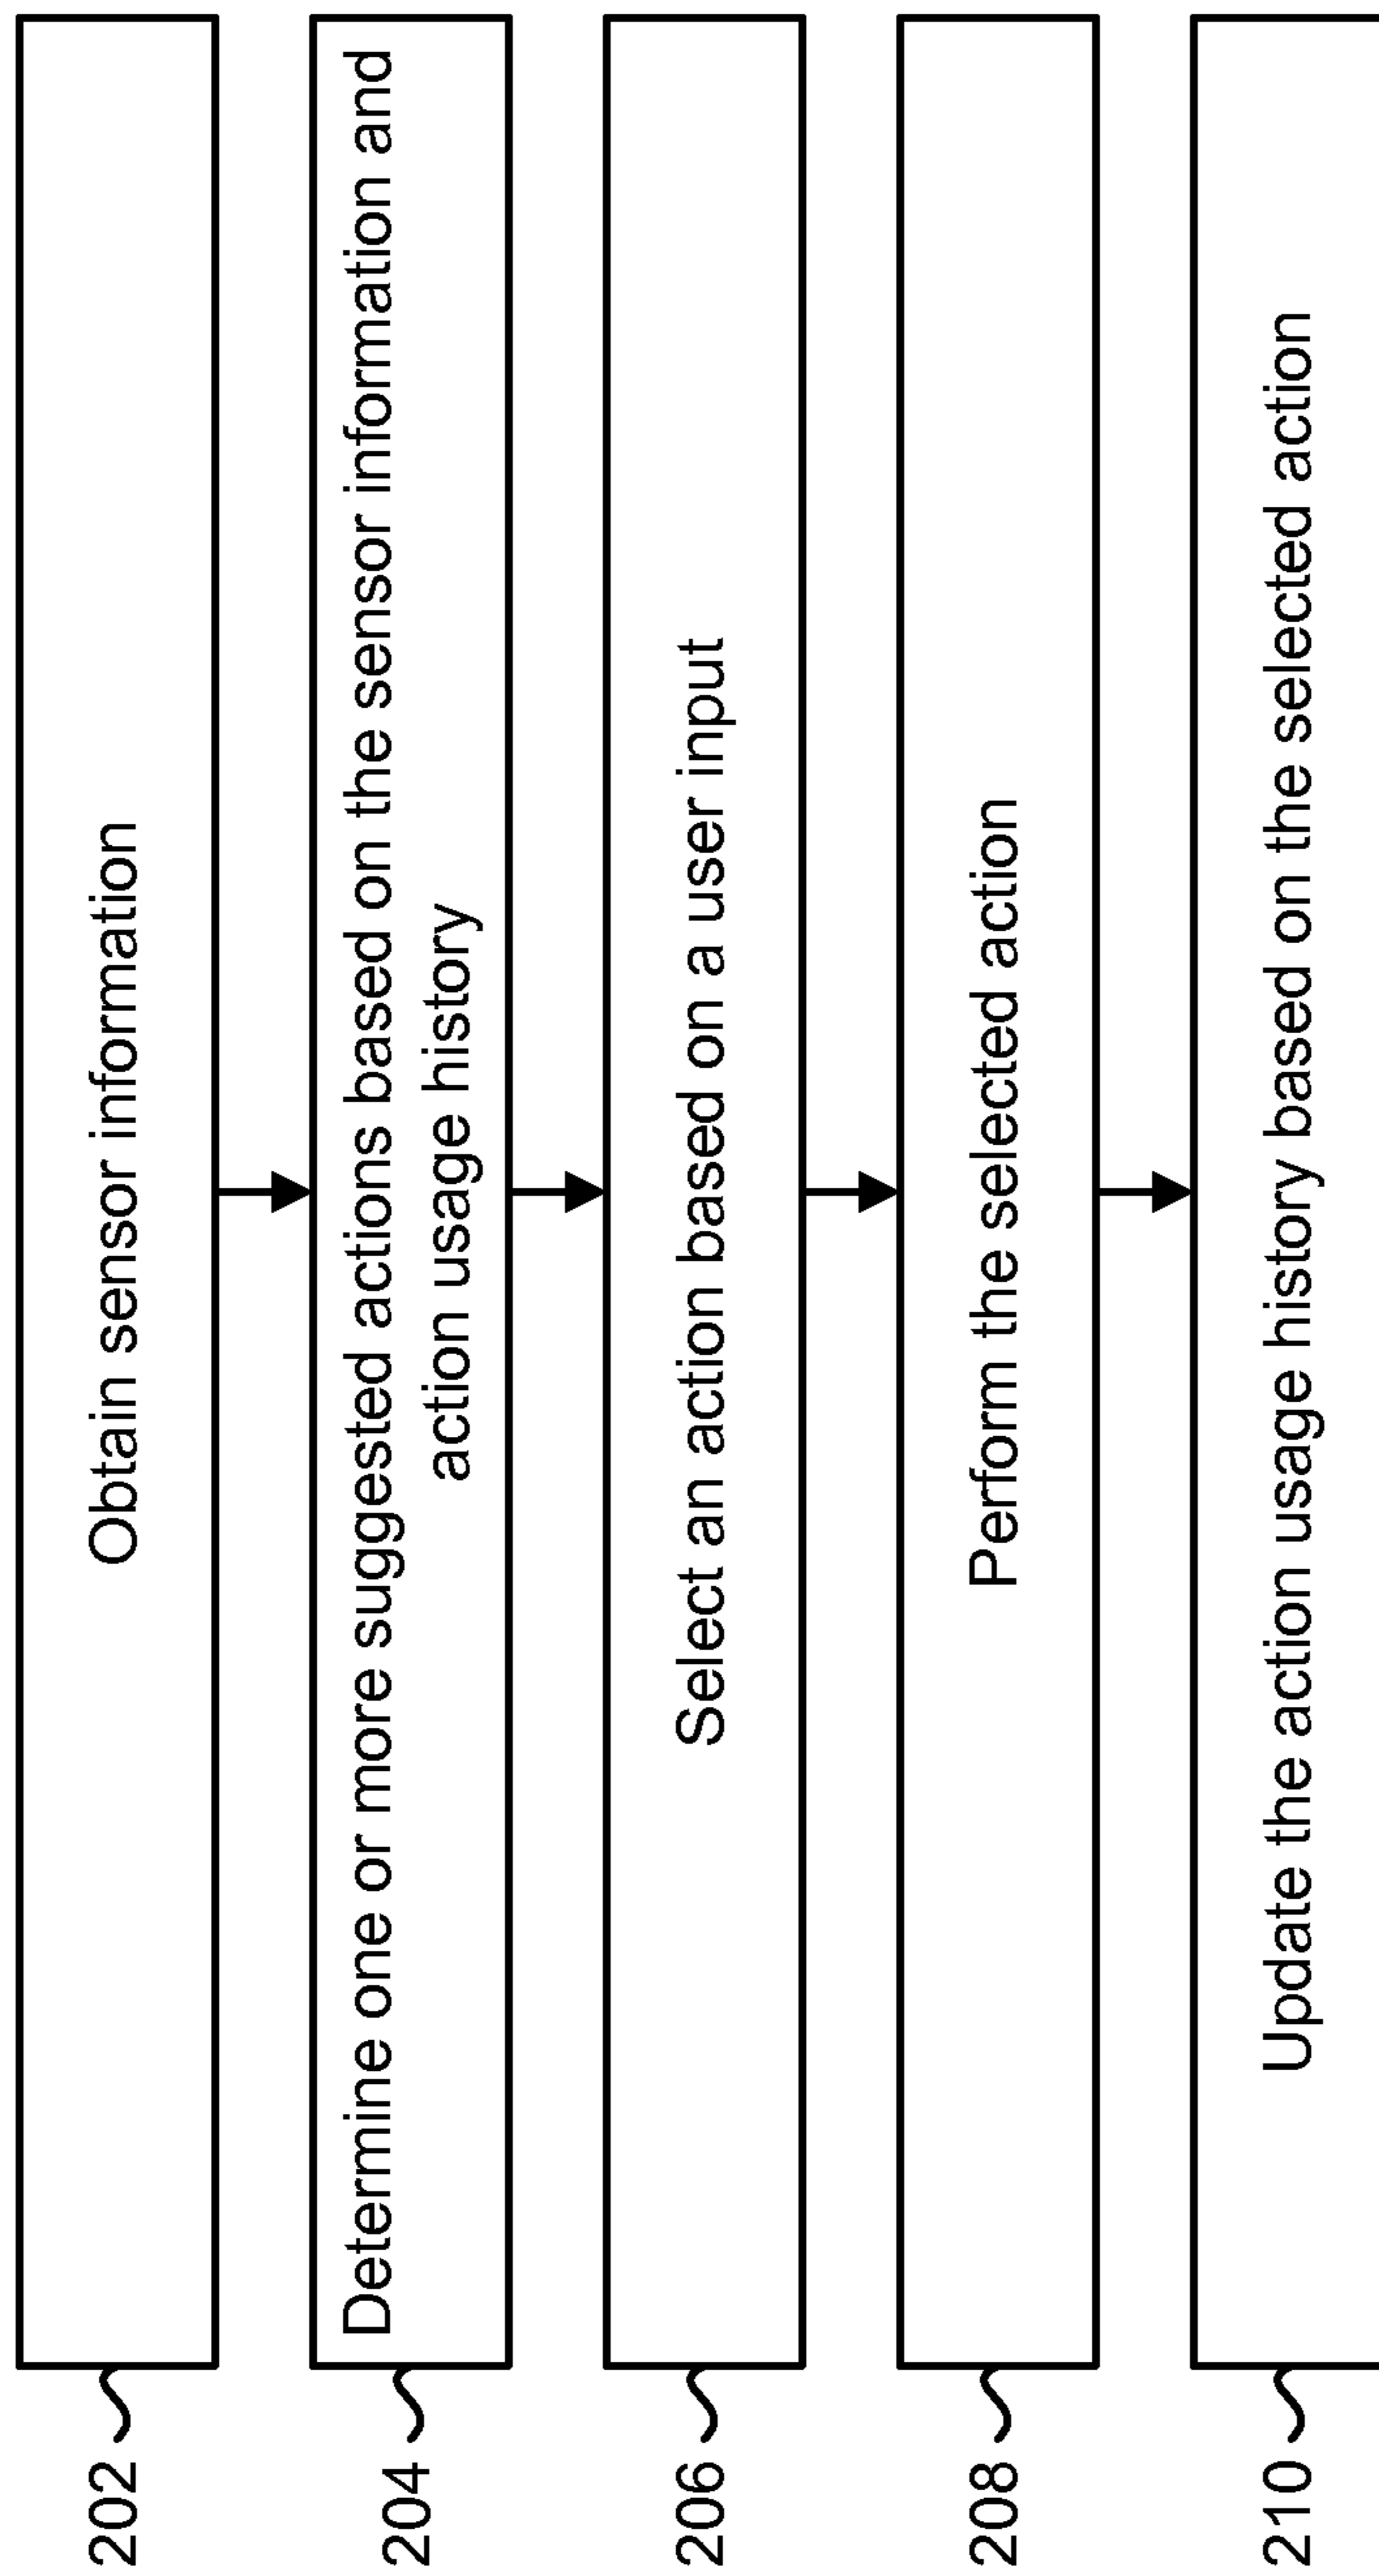 202
Obtain sensor information
204
Determine one or more suggested actions based on the sensor information and
action usage history
206
Select an action based on a user input
208
Perform the selected action
210
Update the action usage history based on the selected action